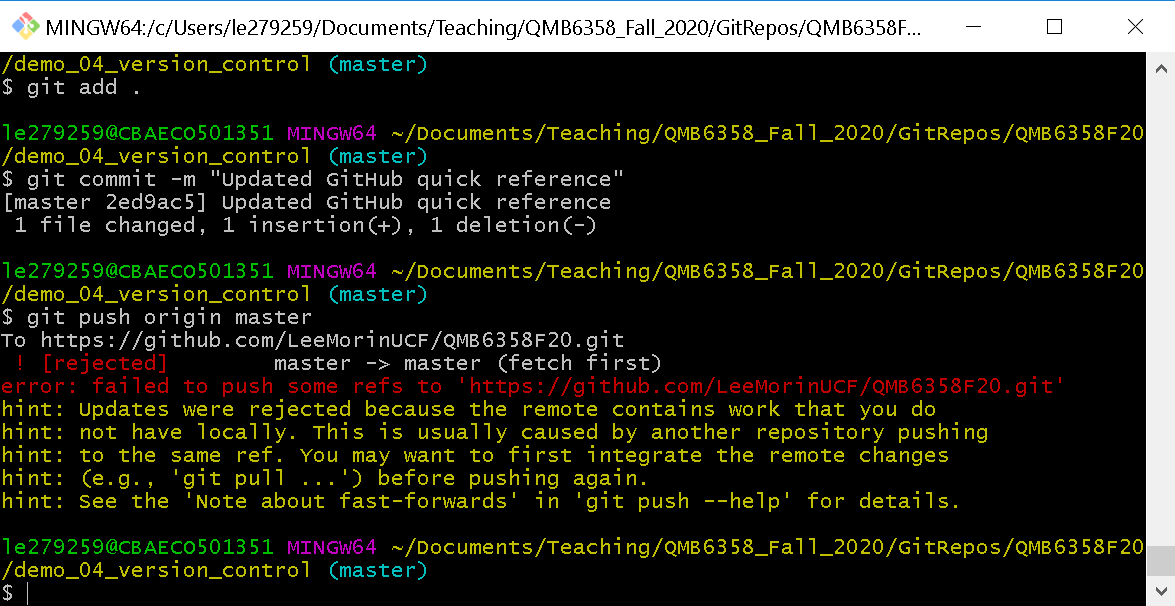 MINGW64:/c/Users/le279259/Documents/Teaching/QMB6358_Fall_2020/GitRepos/QMB6358F...
/demo_04_version_control (master)
$ git add .
le279259@CBAECO501351 MINGW64 ~/Documents/Teaching/QMB6358_Fall_2020/GitRepos/QMB6358F20
/demo_04_version_control (master)
$ git commit -m "Updated GitHub quick reference"
[master 2ed9ac5] Updated GitHub quick reference
 1 file changed, 1 insertion(+), 1 deletion(-)
le279259@CBAECO501351 MINGW64 ~/Documents/Teaching/QMB6358_Fall_2020/GitRepos/QMB6358F20
/demo_04_version_control (master)
$ git push origin master
To https://github.com/LeeMorinUCF/QMB6358F20.git
 ! [rejected]        master -> master (fetch first)
error: failed to push some refs to 'https://github.com/LeeMorinUCF/QMB6358F20.git'
hint: Updates were rejected because the remote contains work that you do
hint: not have locally. This is usually caused by another repository pushing
hint: to the same ref. You may want to first integrate the remote changes
hint: (e.g., 'git pull ...') before pushing again.
hint: See the 'Note about fast-forwards' in 'git push --help' for details.
le279259@CBAECO501351 MINGW64 ~/Documents/Teaching/QMB6358_Fall_2020/GitRepos/QMB6358F20
/demo_04_version_control (master)
$